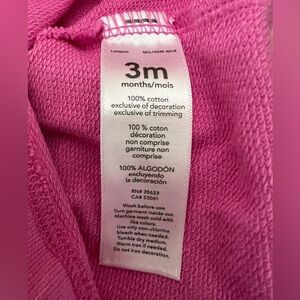 3m
months/mois
100% cotton
exclusive of decoration
exclusive of trimming
100 % coton
décoration
non comprise
garniture non
comprise
100% ALGODÓN
excluyendo
la decoración
RN# 35623
CA# 53061
Wash before use.
Turn garment inside out.
Machine wash cold with
like colors.
Use only non-chlorine
bleach when needed.
Tumble dry medium.
Warm iron if needed.
Do not iron decoration.